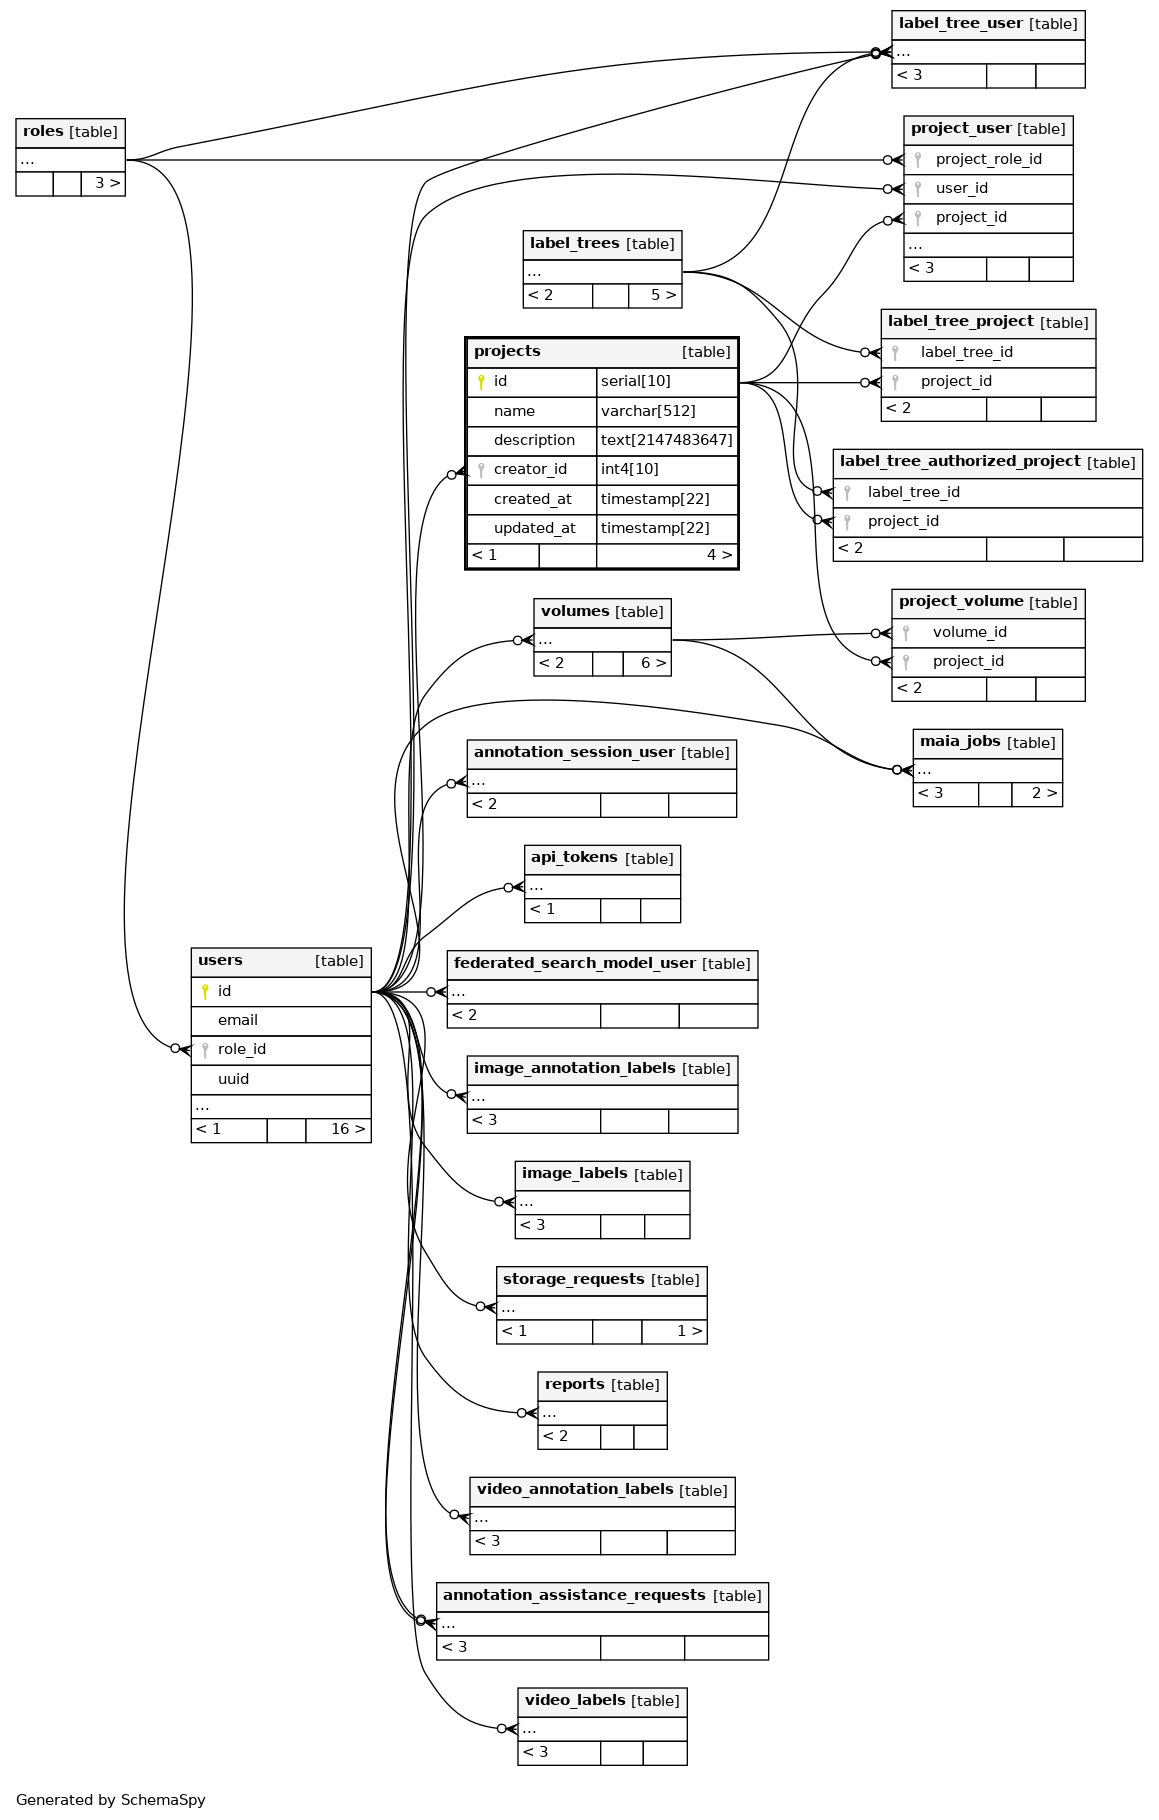 label_tree_user [table]
...
< 3
roles [table]
...
3 >
project_user [table]
project_role_id
user_id
project_id
...
< 3
label_trees [table]
...
< 2 5 >
label_tree_project [table]
label_tree_id
project_id
< 2
projects [table]
id serial[10]
name varchar[512]
description text[2147483647]
creator_id int4[10]
created_at timestamp[22]
updated_at timestamp[22]
< 1 4 >
label_tree_authorized_project [table]
label_tree_id
project_id
< 2
project_volume [table]
volume_id
project_id
< 2
volumes [table]
...
< 2 6 >
maia_jobs [table]
...
< 3 2 >
annotation_session_user [table]
...
< 2
api_tokens [table]
...
< 1
users [table]
id
email
role_id
uuid
...
< 1 16 >
federated_search_model_user [table]
...
< 2
image_annotation_labels [table]
...
< 3
image_labels [table]
...
< 3
storage_requests [table]
...
< 1 1 >
reports [table]
...
< 2
video_annotation_labels [table]
...
< 3
annotation_assistance_requests [table]
...
< 3
video_labels [table]
...
< 3
Generated by SchemaSpy